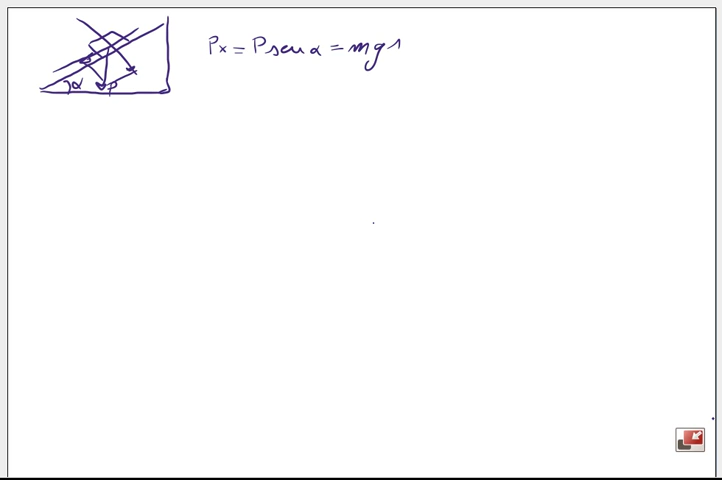 Px = P sen α = mg
α P